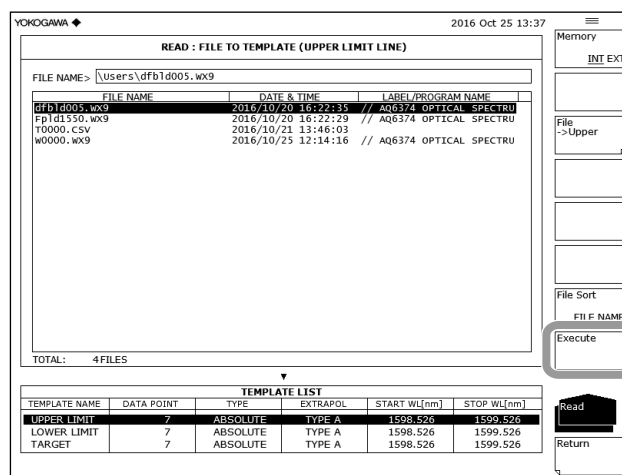 YOKOGAWA ◆ 2016 Oct 25 13:37
READ : FILE TO TEMPLATE (UPPER LIMIT LINE)
FILE NAME> \Users\dfbld005.WX9
FILE NAME DATE & TIME LABEL/PROGRAM NAME
dfbld005.WX9 2016/10/20 16:22:35 // AQ6374 OPTICAL SPECTRU
Fpld1550.WX9 2016/10/20 16:22:29 // AQ6374 OPTICAL SPECTRU
T0000.CSV 2016/10/21 13:46:03
W0000.WX9 2016/10/25 12:14:16 // AQ6374 OPTICAL SPECTRU
TOTAL: 4FILES
▼
TEMPLATE LIST
TEMPLATE NAME DATA POINT TYPE EXTRAPOL START WL[nm] STOP WL[nm]
UPPER LIMIT 7 ABSOLUTE TYPE A 1598.526 1599.526
LOWER LIMIT 7 ABSOLUTE TYPE A 1598.526 1599.526
TARGET 7 ABSOLUTE TYPE A 1598.526 1599.526
Memory
INT EXT
File
->Upper
File Sort
FILE NAME
Execute
Read
Return